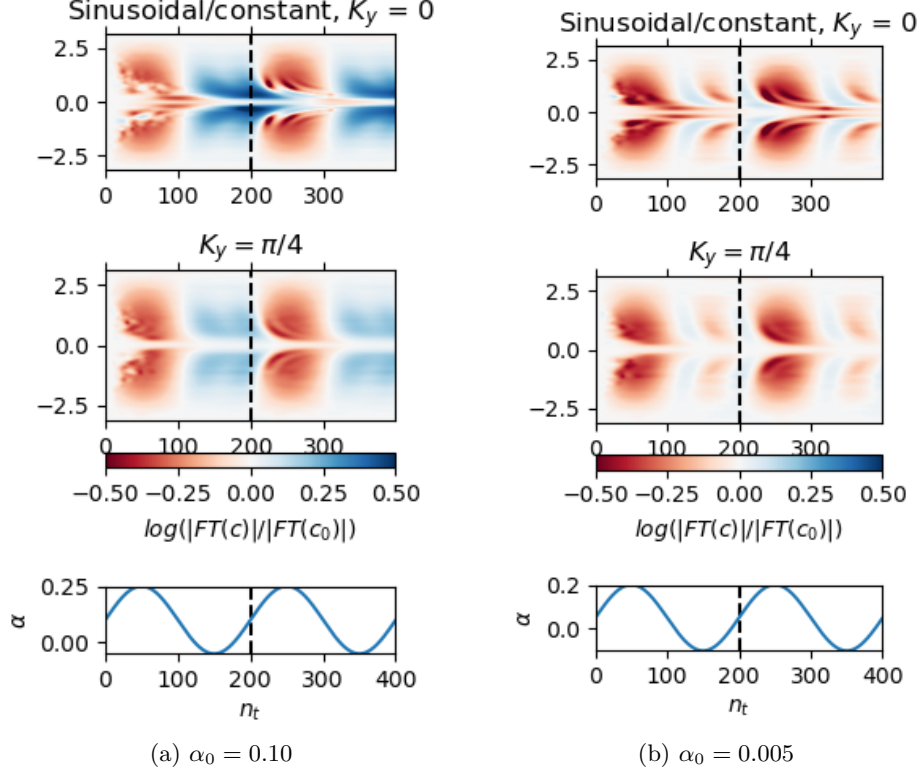 Sinusoidal/constant, K_y = 0
2.5
0.0
−2.5
0 100 200 300
K_y = π/4
2.5
0.0
−2.5
0 100 200 300
−0.50 −0.25 0.00 0.25 0.50
log(|FT(c)|/|FT(c_0)|)
0.25
α
0.00
0 100 200 300 400
n_t
(a) α_0 = 0.10
Sinusoidal/constant, K_y = 0
2.5
0.0
−2.5
0 100 200 300
K_y = π/4
2.5
0.0
−2.5
0 100 200 300
−0.50 −0.25 0.00 0.25 0.50
log(|FT(c)|/|FT(c_0)|)
0.2
α
0.0
0 100 200 300 400
n_t
(b) α_0 = 0.005